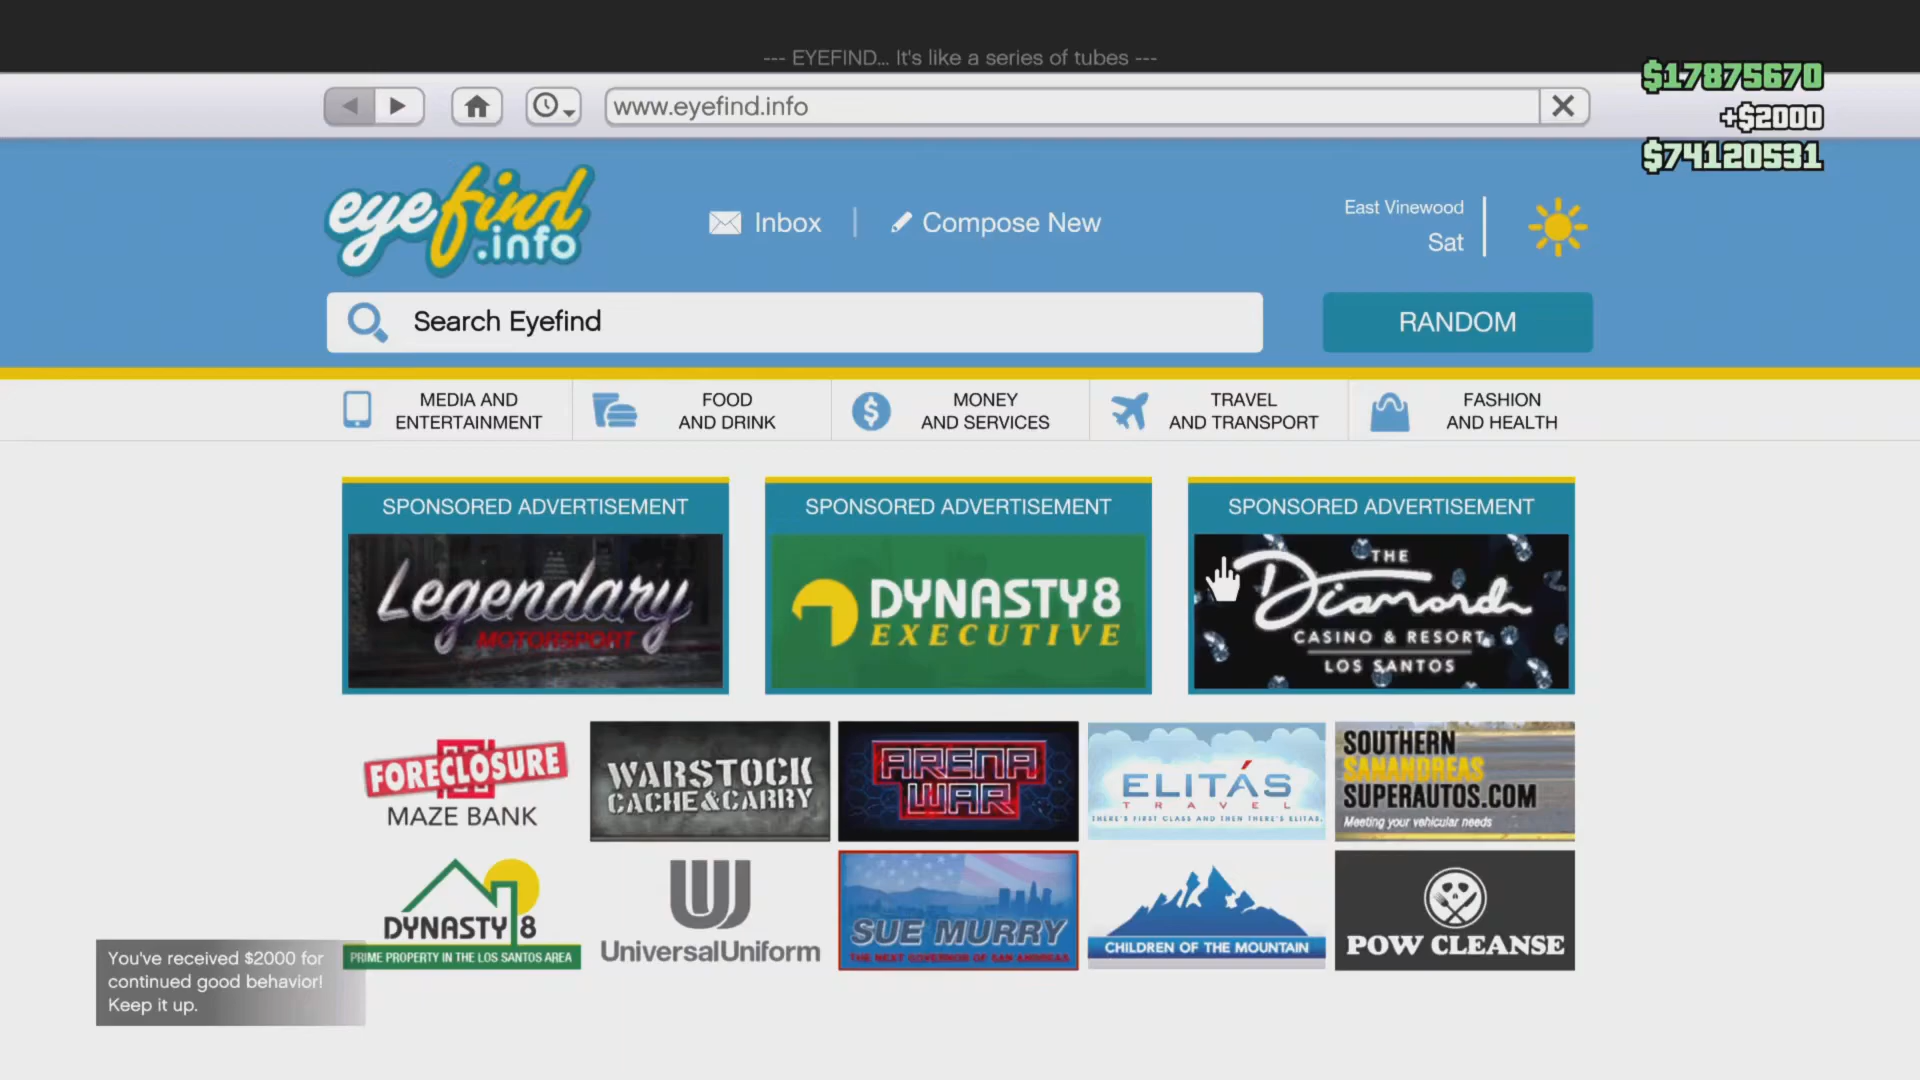 --- EYEFIND... It's like a series of tubes ---
www.eyefind.info
$17875670
+$2000
$74120531
eyefind
.info
Inbox
Compose New
East Vinewood
Sat
Search Eyefind
RANDOM
MEDIA AND
ENTERTAINMENT
FOOD
AND DRINK
MONEY
AND SERVICES
TRAVEL
AND TRANSPORT
FASHION
AND HEALTH
SPONSORED ADVERTISEMENT
Legendary
MOTORSPORT
SPONSORED ADVERTISEMENT
DYNASTY8
EXECUTIVE
SPONSORED ADVERTISEMENT
THE
Diamond
CASINO & RESORT
LOS SANTOS
FORECLOSURE
MAZE BANK
WARSTOCK
CACHE&CARRY
ARENA
WAR
ELITÁS
TRAVEL
THERE'S FIRST CLASS AND THEN THERE'S ELITAS.
SOUTHERN
SANANDREAS
SUPERAUTOS.COM
Meeting your vehicular needs
DYNASTY 8
PRIME PROPERTY IN THE LOS SANTOS AREA
UniversalUniform
SUE MURRY
THE NEXT GOVERNOR OF SAN ANDREAS
CHILDREN OF THE MOUNTAIN
POW CLEANSE
You've received $2000 for
continued good behavior!
Keep it up.